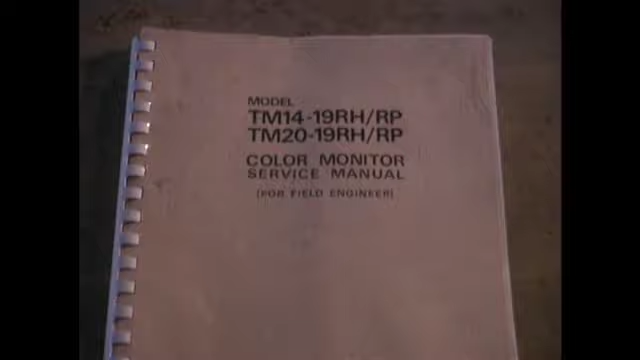 MODEL
TM14-19RH/RP
TM20-19RH/RP
COLOR MONITOR
SERVICE MANUAL
(FOR FIELD ENGINEER)